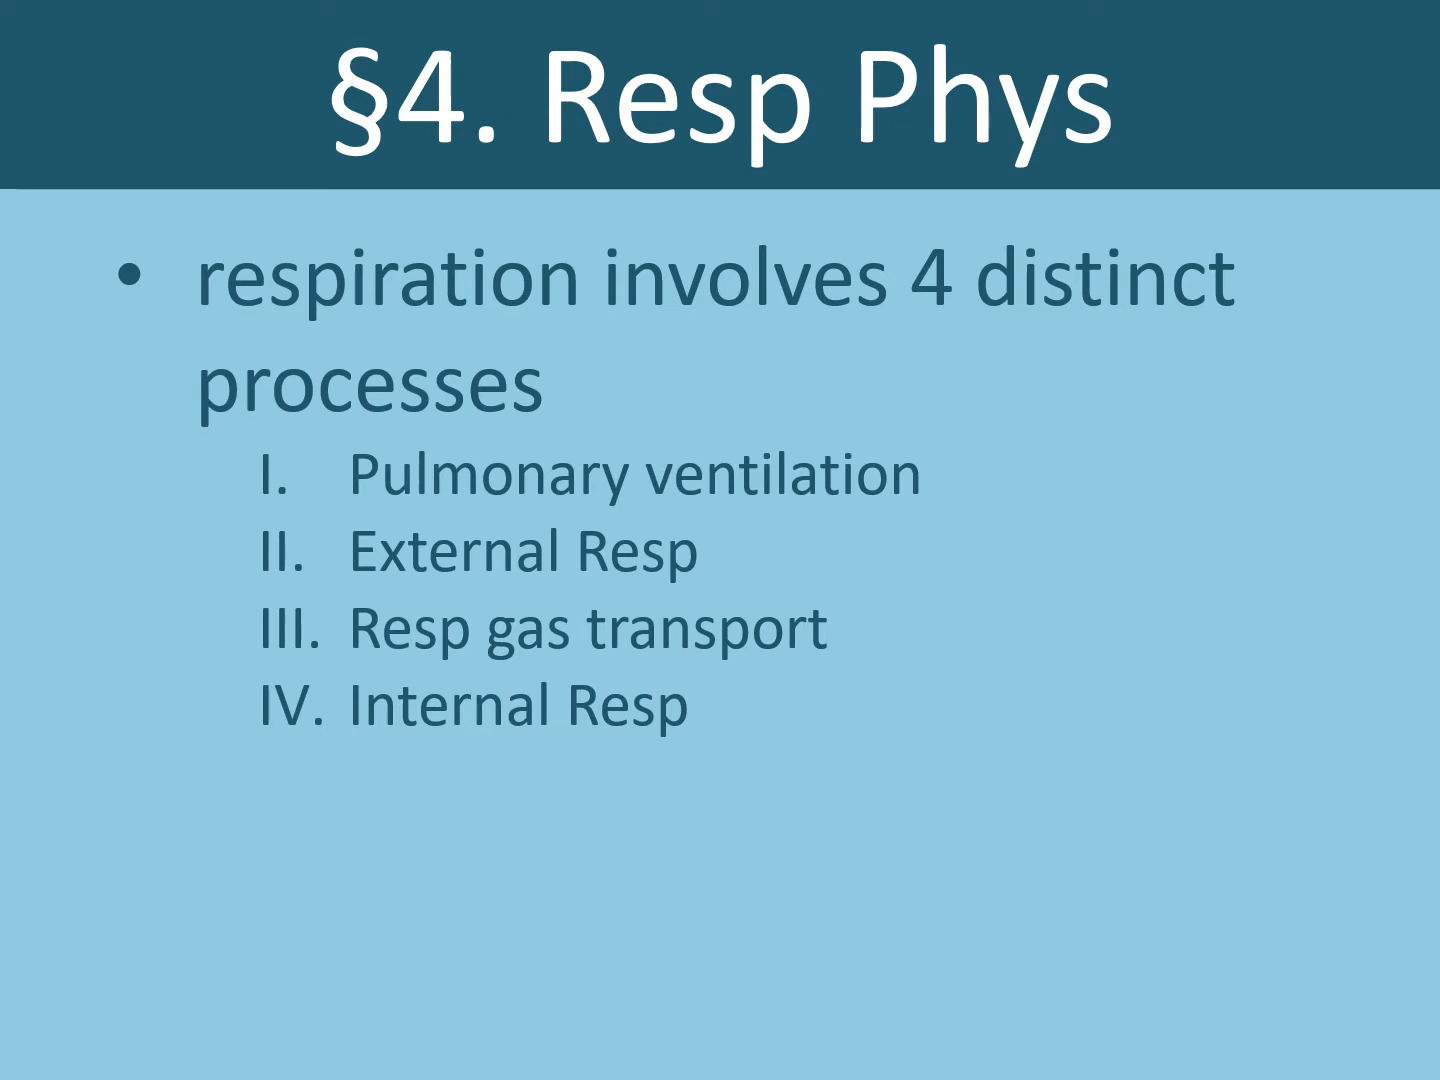 §4. Resp Phys
• respiration involves 4 distinct
processes
I. Pulmonary ventilation
II. External Resp
III. Resp gas transport
IV. Internal Resp